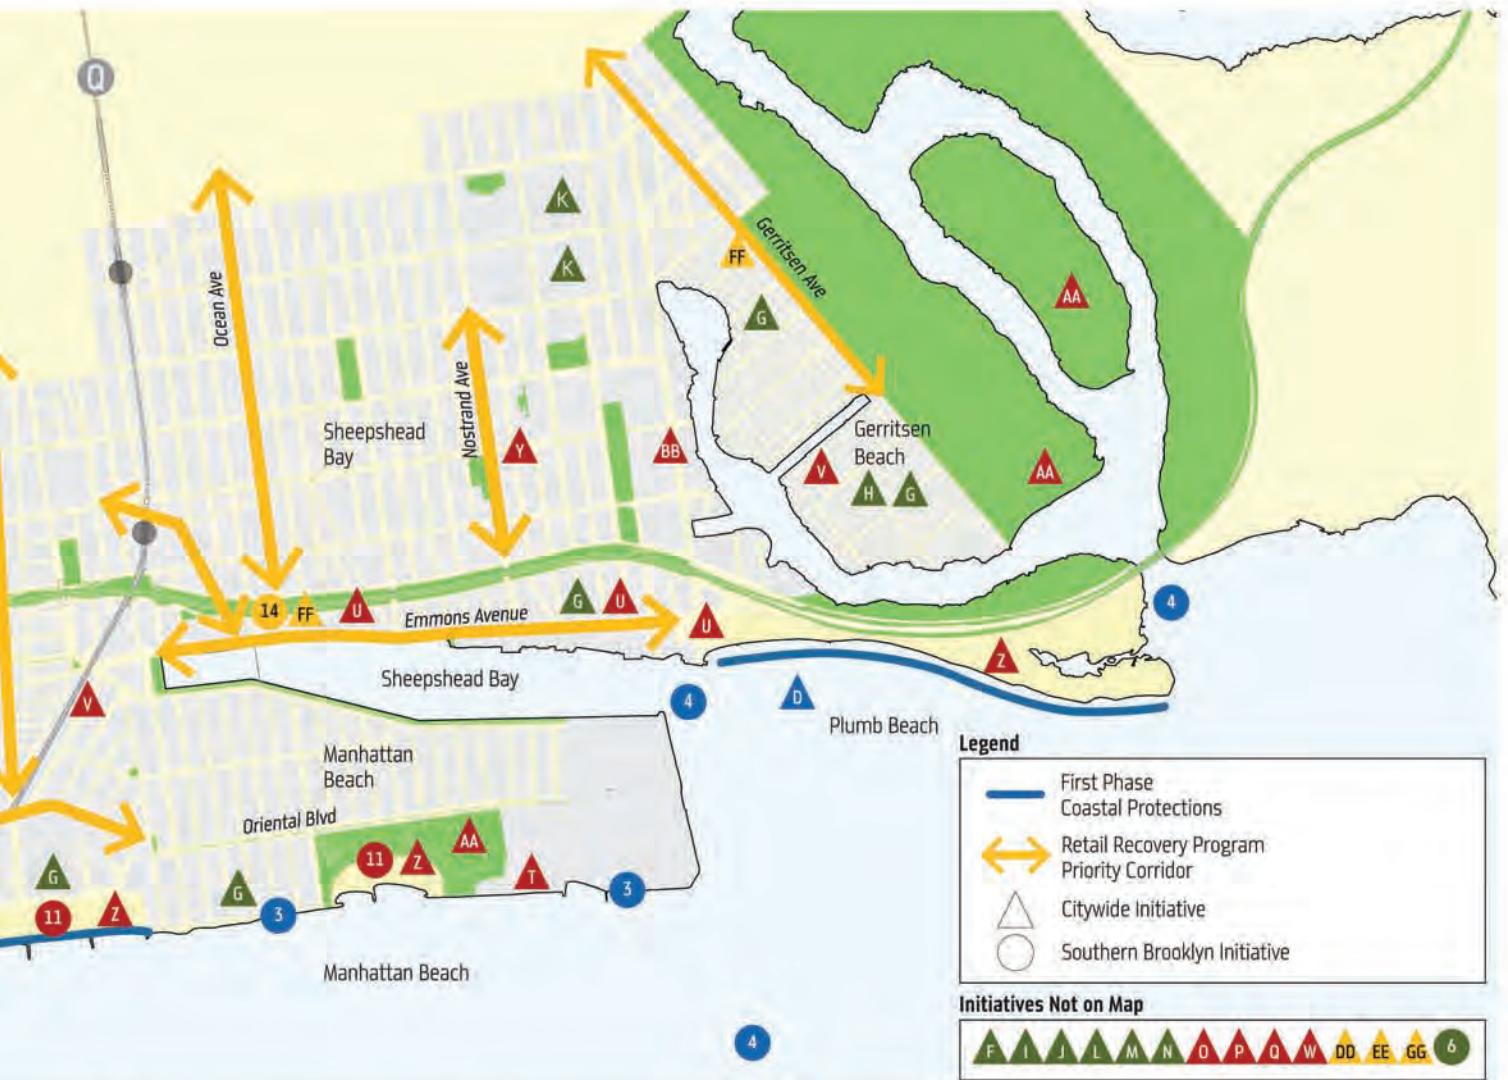 Q
K
K
Ocean Ave
FF
Gerritsen Ave
AA
G
Nostrand Ave
Sheepshead
Bay
Y
BB
V
Gerritsen
Beach
H
G
AA
14
FF
U
Emmons Avenue
G
U
U
4
Z
Sheepshead Bay
4
D
Plumb Beach
V
Manhattan
Beach
Oriental Blvd
G
11
Z
G
3
11
Z
AA
T
3
Manhattan Beach
4
Legend
First Phase
Coastal Protections
Retail Recovery Program
Priority Corridor
Citywide Initiative
Southern Brooklyn Initiative
Initiatives Not on Map
F I J L M N O P Q W DD EE GG 6